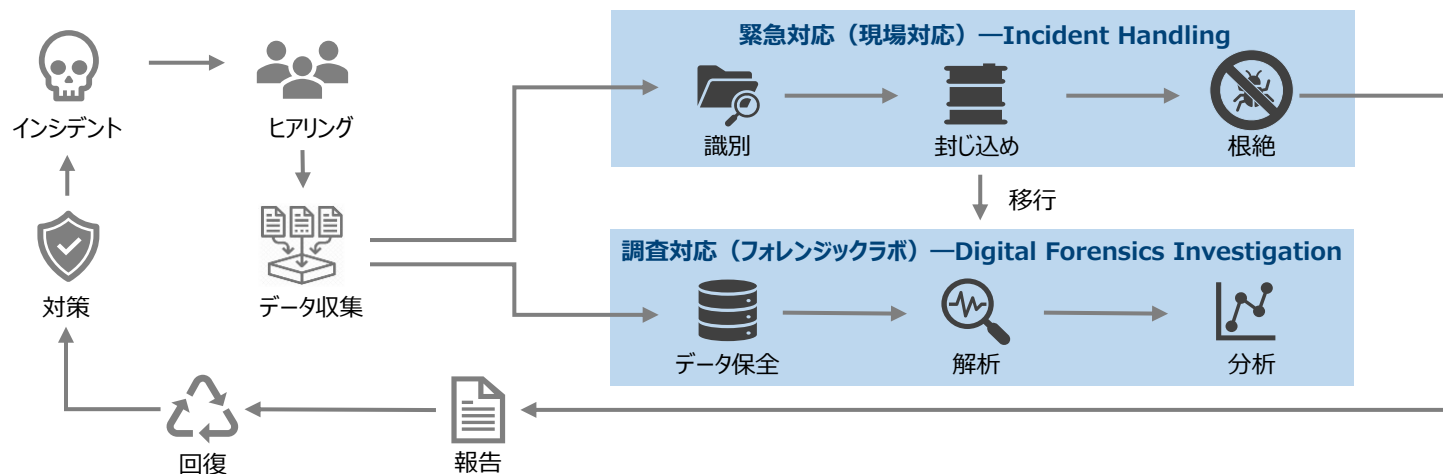 緊急対応（現場対応）―Incident Handling
インシデント
ヒアリング
識別
封じ込め
根絶
移行
調査対応（フォレンジックラボ）―Digital Forensics Investigation
対策
データ収集
データ保全
解析
分析
回復
報告